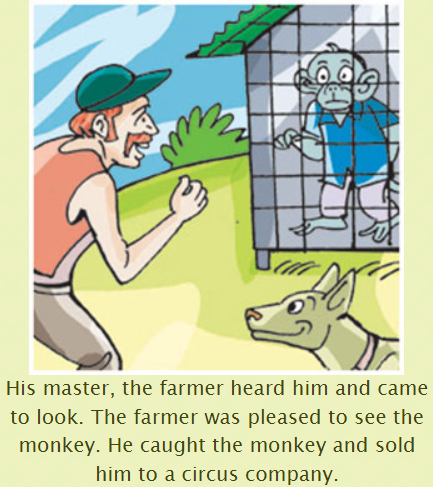 His master, the farmer heard him and came
to look. The farmer was pleased to see the
monkey. He caught the monkey and sold
him to a circus company.